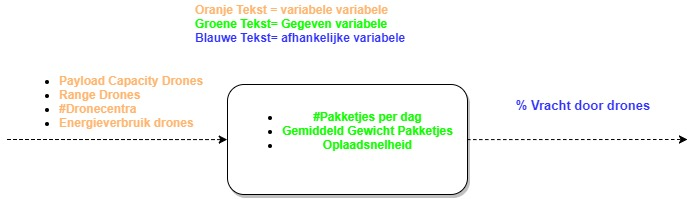 Oranje Tekst = variabele variabele
Groene Tekst= Gegeven variabele
Blauwe Tekst= afhankelijke variabele
Payload Capacity Drones
Range Drones
#Dronecentra
Energieverbruik drones
#Pakketjes per dag
Gemiddeld Gewicht Pakketjes
Oplaadsnelheid
% Vracht door drones